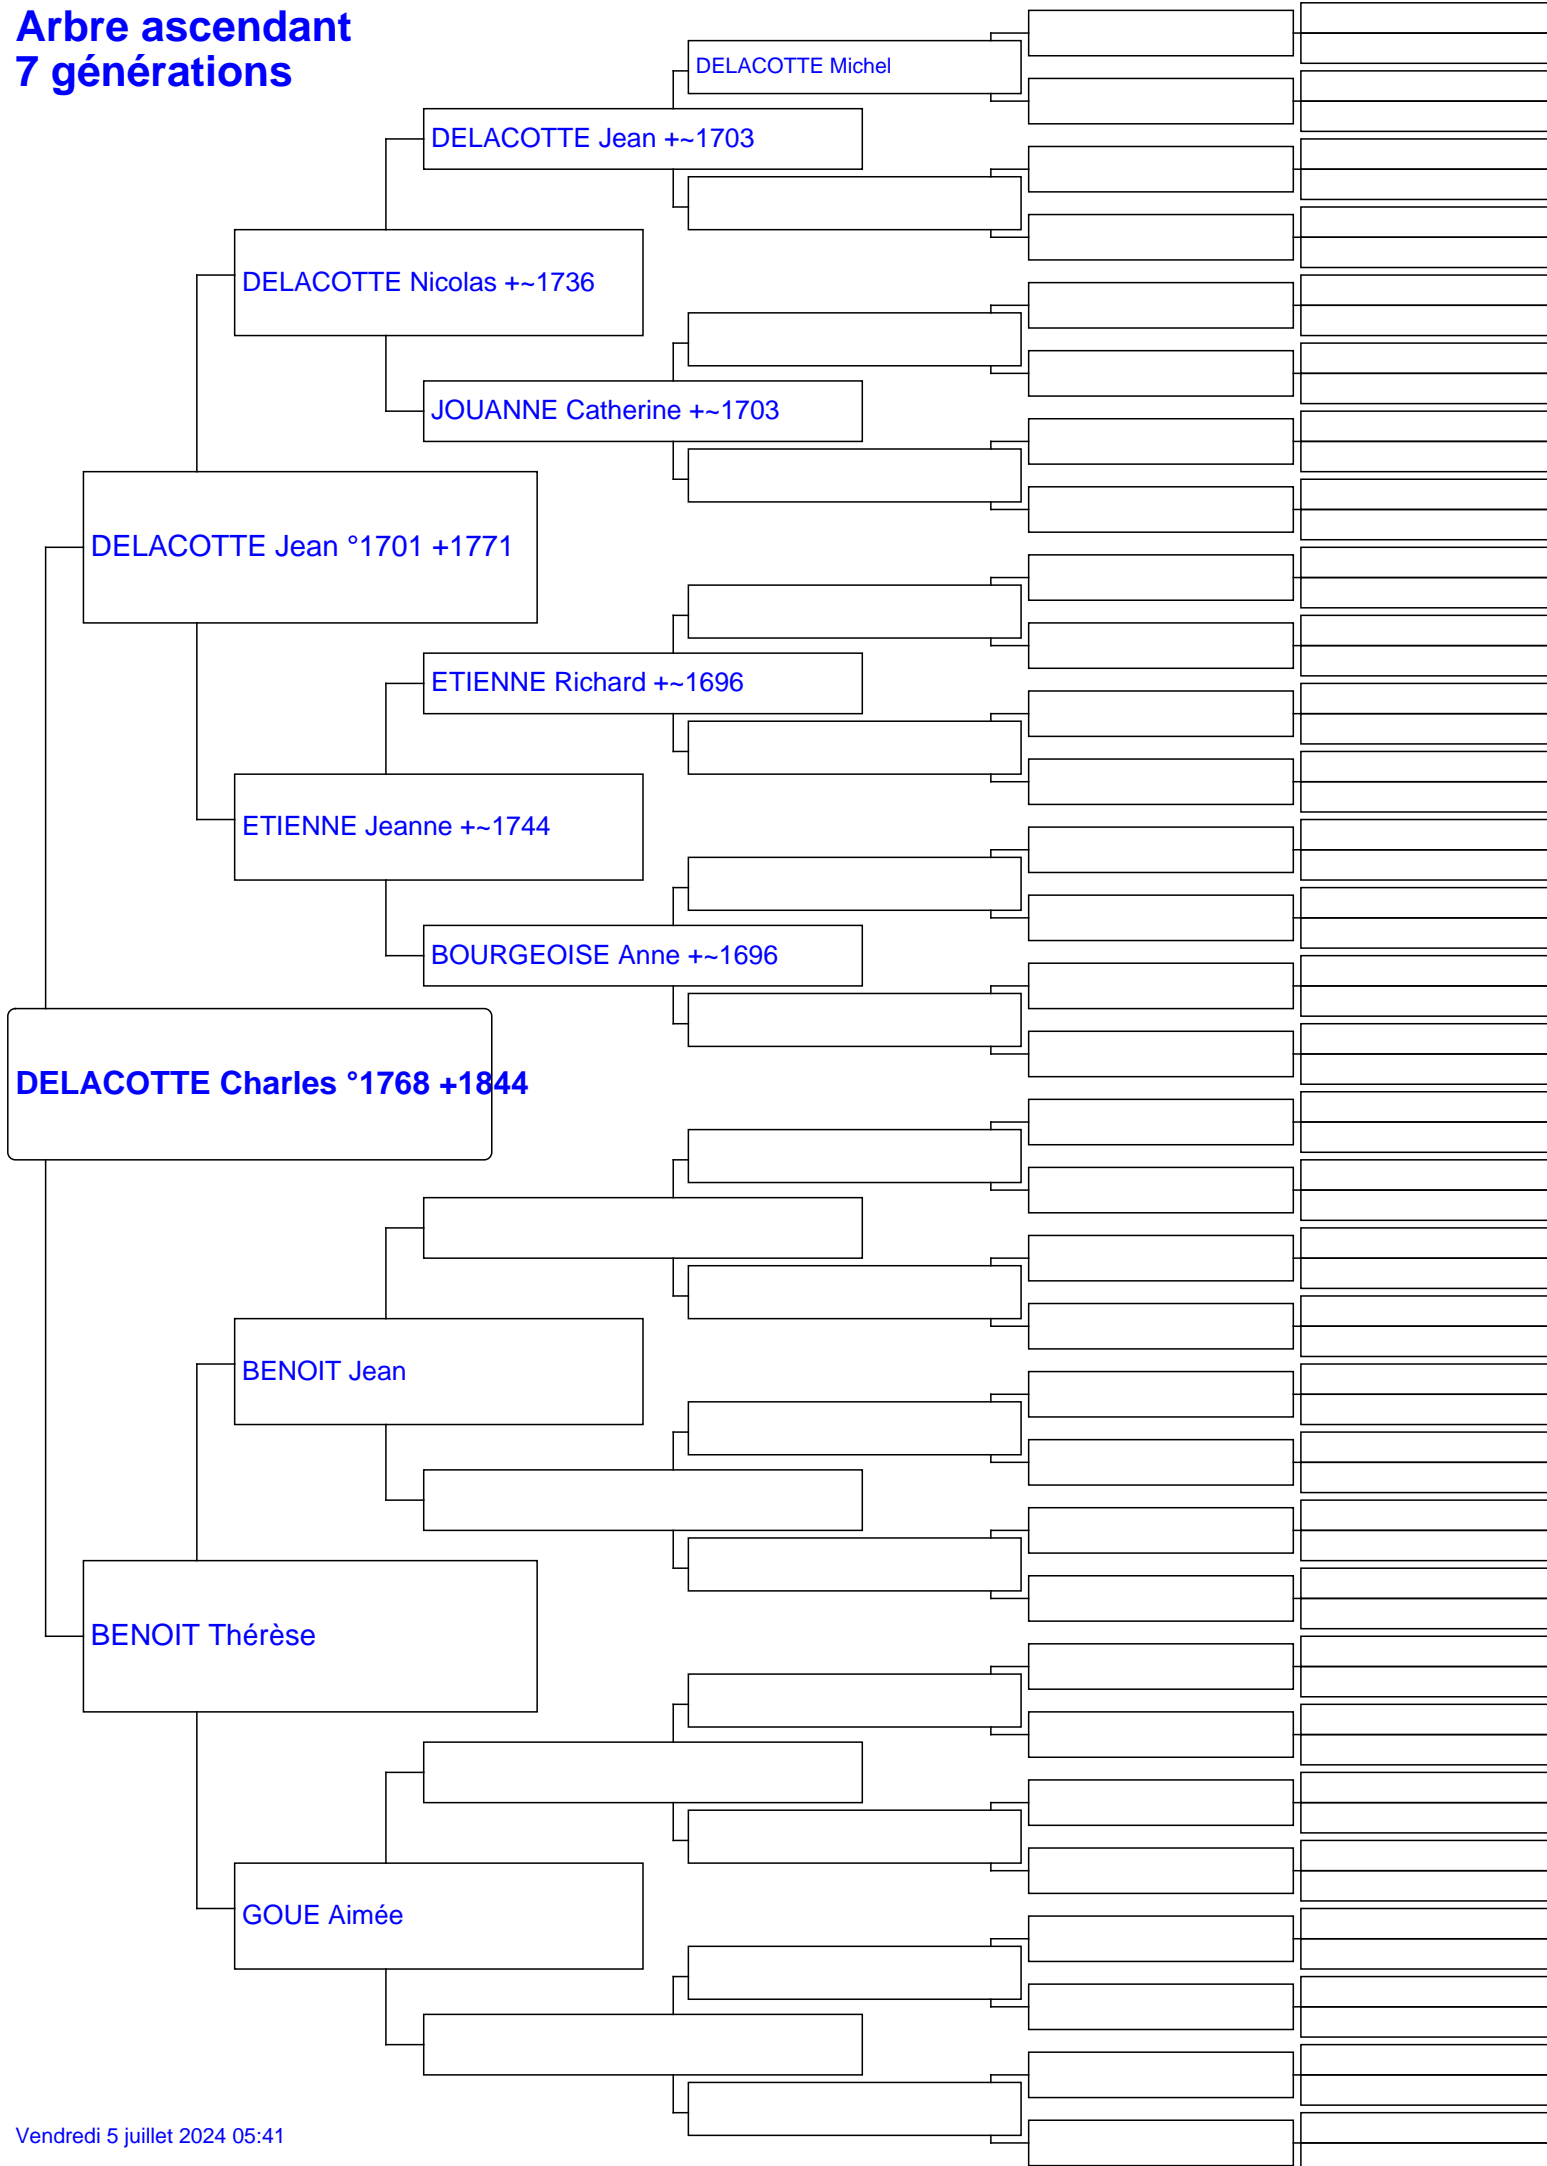 Arbre ascendant
7 générations
DELACOTTE Michel
DELACOTTE Jean +~1703
DELACOTTE Nicolas +~1736
JOUANNE Catherine +~1703
DELACOTTE Jean °1701 +1771
ETIENNE Richard +~1696
ETIENNE Jeanne +~1744
BOURGEOISE Anne +~1696
DELACOTTE Charles °1768 +1844
BENOIT Jean
BENOIT Thérèse
GOUE Aimée
Vendredi 5 juillet 2024 05:41